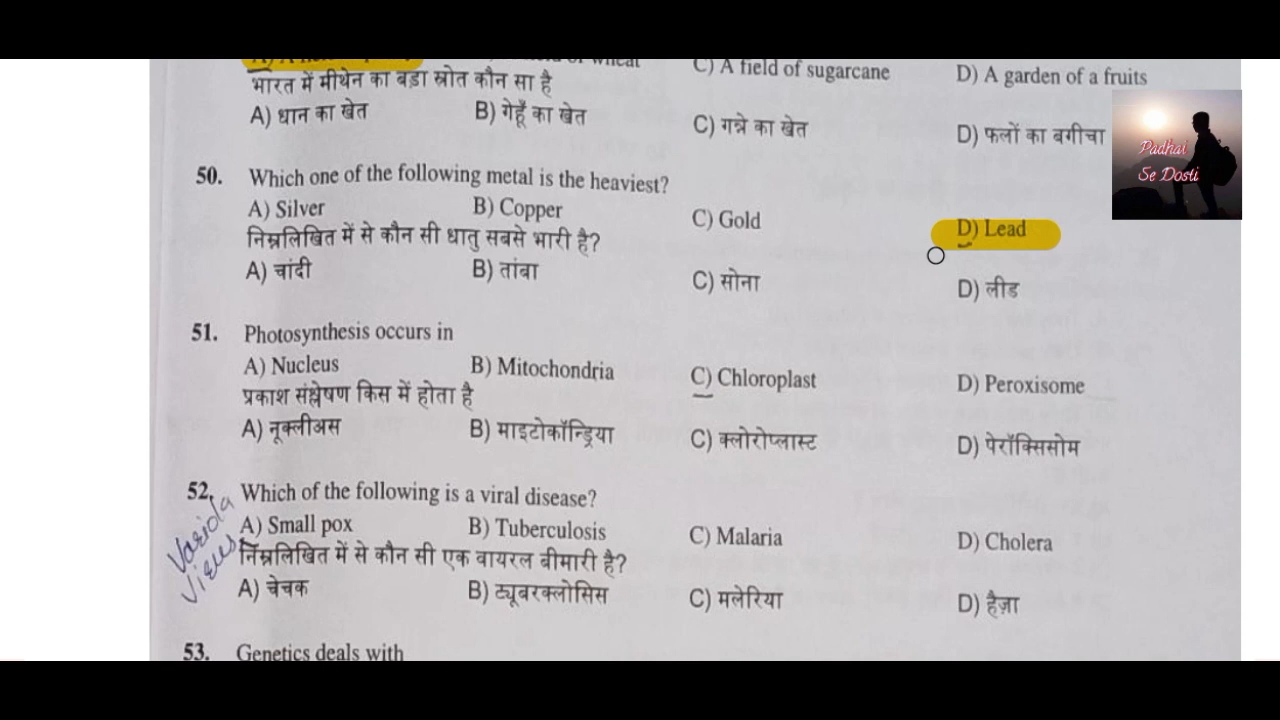 wheat C) A field of sugarcane D) A garden of a fruits
भारत में मीथेन का बड़ा स्रोत कौन सा है
A) धान का खेत B) गेहूँ का खेत C) गन्ने का खेत D) फलों का बगीचा
Padhai
Se Dosti
50. Which one of the following metal is the heaviest?
A) Silver B) Copper C) Gold D) Lead
निम्नलिखित में से कौन सी धातु सबसे भारी है?
A) चांदी B) तांबा C) सोना D) लीड
51. Photosynthesis occurs in
A) Nucleus B) Mitochondria C) Chloroplast D) Peroxisome
प्रकाश संश्लेषण किस में होता है
A) नूक्लीअस B) माइटोकॉन्ड्रिया C) क्लोरोप्लास्ट D) पेरॉक्सिसोम
52. Which of the following is a viral disease?
Variola
A) Small pox B) Tuberculosis C) Malaria D) Cholera
निम्नलिखित में से कौन सी एक वायरल बीमारी है?
A) चेचक B) ट्यूबरक्लोसिस C) मलेरिया D) हैज़ा
53. Genetics deals with